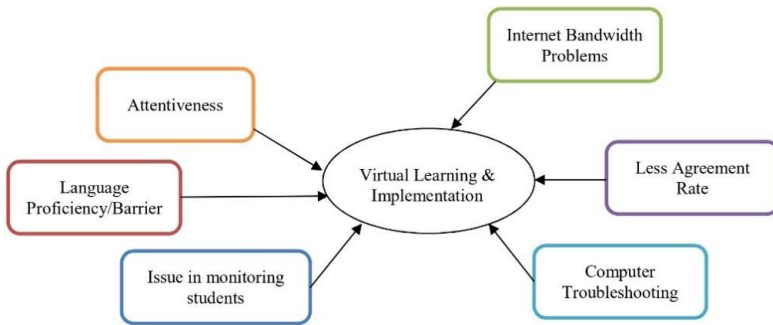 Internet Bandwidth
Problems
Attentiveness
Virtual Learning &
Implementation
Less Agreement
Rate
Language
Proficiency/Barrier
Issue in monitoring
students
Computer
Troubleshooting